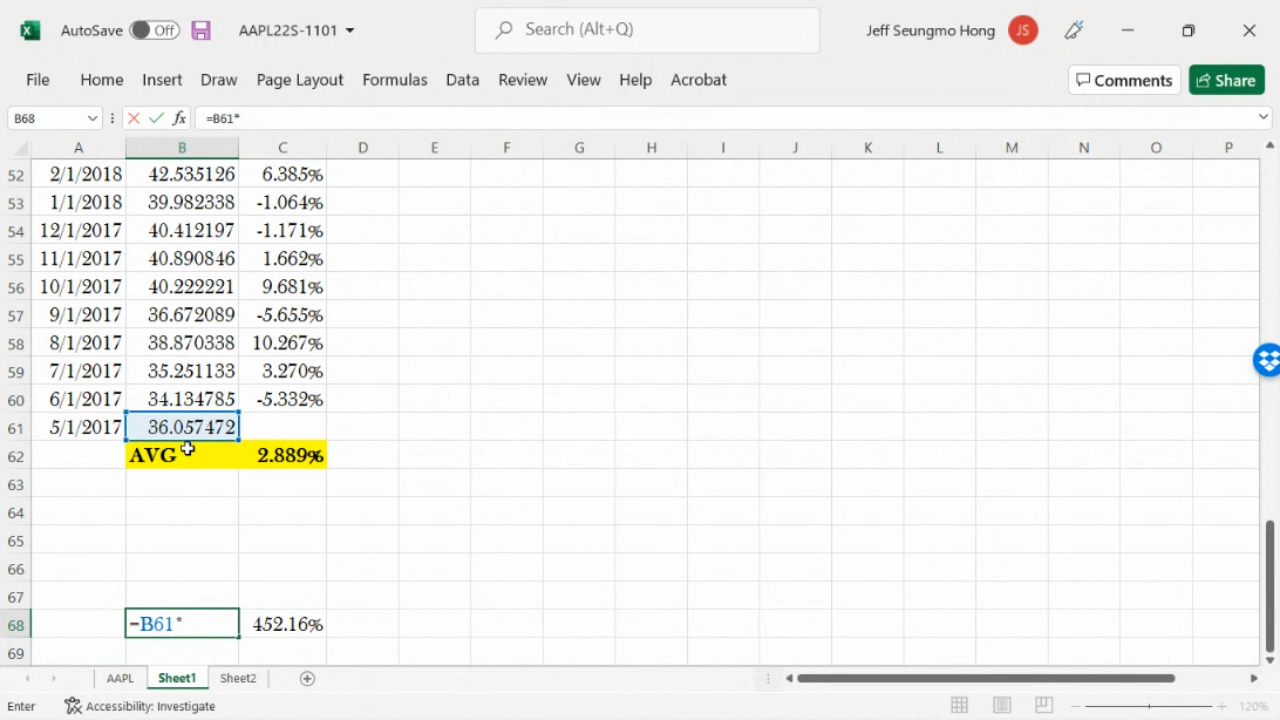 AutoSave Off AAPL22S-1101 Search (Alt+Q) Jeff Seungmo Hong JS
File Home Insert Draw Page Layout Formulas Data Review View Help Acrobat Comments Share
B68 fx =B61*
A B C D E F G H I J K L M N O P
52 2/1/2018 42.535126 6.385%
53 1/1/2018 39.982338 -1.064%
54 12/1/2017 40.412197 -1.171%
55 11/1/2017 40.890846 1.662%
56 10/1/2017 40.222221 9.681%
57 9/1/2017 36.672089 -5.655%
58 8/1/2017 38.870338 10.267%
59 7/1/2017 35.251133 3.270%
60 6/1/2017 34.134785 -5.332%
61 5/1/2017 36.057472
62 AVG 2.889%
63
64
65
66
67
68 =B61* 452.16%
69
AAPL Sheet1 Sheet2
Enter Accessibility: Investigate 120%